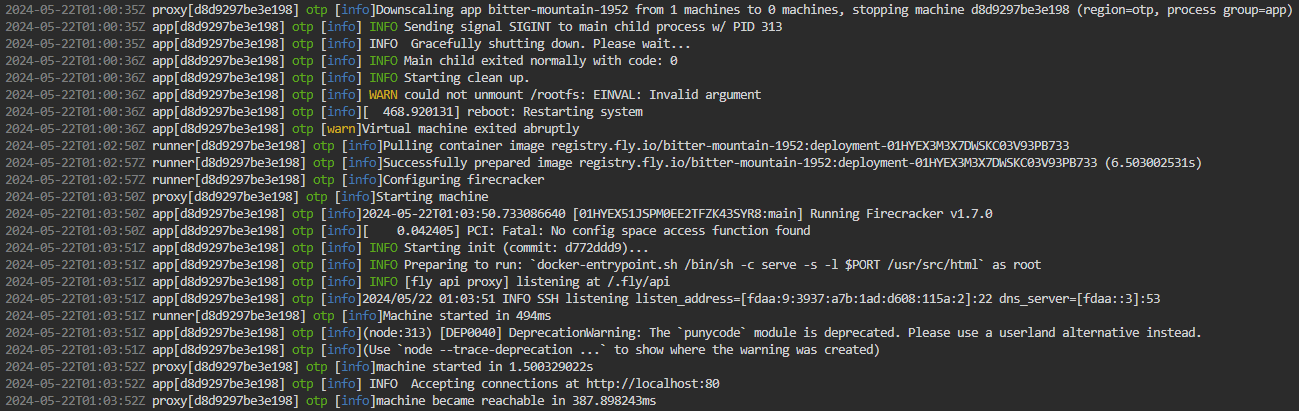 2024-05-22T01:00:35Z proxy[d8d9297be3e198] otp [info]Downscaling app bitter-mountain-1952 from 1 machines to 0 machines, stopping machine d8d9297be3e198 (region=otp, process group=app)
2024-05-22T01:00:35Z app[d8d9297be3e198] otp [info] INFO Sending signal SIGINT to main child process w/ PID 313
2024-05-22T01:00:35Z app[d8d9297be3e198] otp [info] INFO  Gracefully shutting down. Please wait...
2024-05-22T01:00:36Z app[d8d9297be3e198] otp [info] INFO Main child exited normally with code: 0
2024-05-22T01:00:36Z app[d8d9297be3e198] otp [info] INFO Starting clean up.
2024-05-22T01:00:36Z app[d8d9297be3e198] otp [info] WARN could not unmount /rootfs: EINVAL: Invalid argument
2024-05-22T01:00:36Z app[d8d9297be3e198] otp [info][  468.920131] reboot: Restarting system
2024-05-22T01:00:36Z app[d8d9297be3e198] otp [warn]Virtual machine exited abruptly
2024-05-22T01:02:50Z runner[d8d9297be3e198] otp [info]Pulling container image registry.fly.io/bitter-mountain-1952:deployment-01HYEX3M3X7DWSKC03V93PB733
2024-05-22T01:02:57Z runner[d8d9297be3e198] otp [info]Successfully prepared image registry.fly.io/bitter-mountain-1952:deployment-01HYEX3M3X7DWSKC03V93PB733 (6.503002531s)
2024-05-22T01:02:57Z runner[d8d9297be3e198] otp [info]Configuring firecracker
2024-05-22T01:03:50Z proxy[d8d9297be3e198] otp [info]Starting machine
2024-05-22T01:03:50Z app[d8d9297be3e198] otp [info]2024-05-22T01:03:50.733086640 [01HYEX51JSPM0EE2TFZK43SYR8:main] Running Firecracker v1.7.0
2024-05-22T01:03:50Z app[d8d9297be3e198] otp [info][    0.042405] PCI: Fatal: No config space access function found
2024-05-22T01:03:51Z app[d8d9297be3e198] otp [info] INFO Starting init (commit: d772ddd9)...
2024-05-22T01:03:51Z app[d8d9297be3e198] otp [info] INFO Preparing to run: `docker-entrypoint.sh /bin/sh -c serve -s -l $PORT /usr/src/html` as root
2024-05-22T01:03:51Z app[d8d9297be3e198] otp [info] INFO [fly api proxy] listening at /.fly/api
2024-05-22T01:03:51Z app[d8d9297be3e198] otp [info]2024/05/22 01:03:51 INFO SSH listening listen_address=[fdaa:9:3937:a7b:1ad:d608:115a:2]:22 dns_server=[fdaa::3]:53
2024-05-22T01:03:51Z runner[d8d9297be3e198] otp [info]Machine started in 494ms
2024-05-22T01:03:51Z app[d8d9297be3e198] otp [info](node:313) [DEP0040] DeprecationWarning: The `punycode` module is deprecated. Please use a userland alternative instead.
2024-05-22T01:03:51Z app[d8d9297be3e198] otp [info](Use `node --trace-deprecation ...` to show where the warning was created)
2024-05-22T01:03:52Z proxy[d8d9297be3e198] otp [info]machine started in 1.500329022s
2024-05-22T01:03:52Z app[d8d9297be3e198] otp [info] INFO  Accepting connections at http://localhost:80
2024-05-22T01:03:52Z proxy[d8d9297be3e198] otp [info]machine became reachable in 387.898243ms